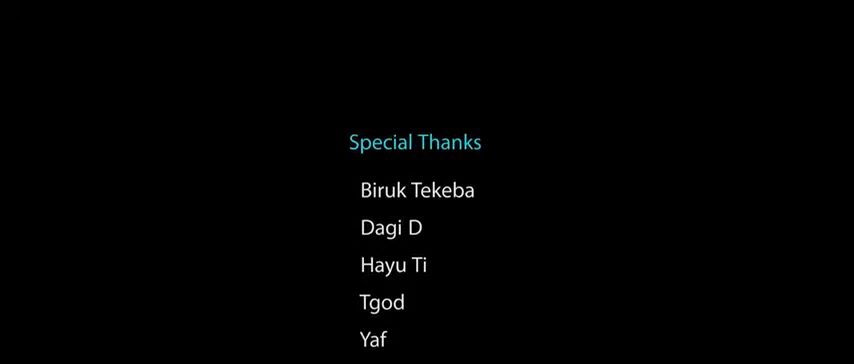 Special Thanks
Biruk Tekeba
Dagi D
Hayu Ti
Tgod
Yaf